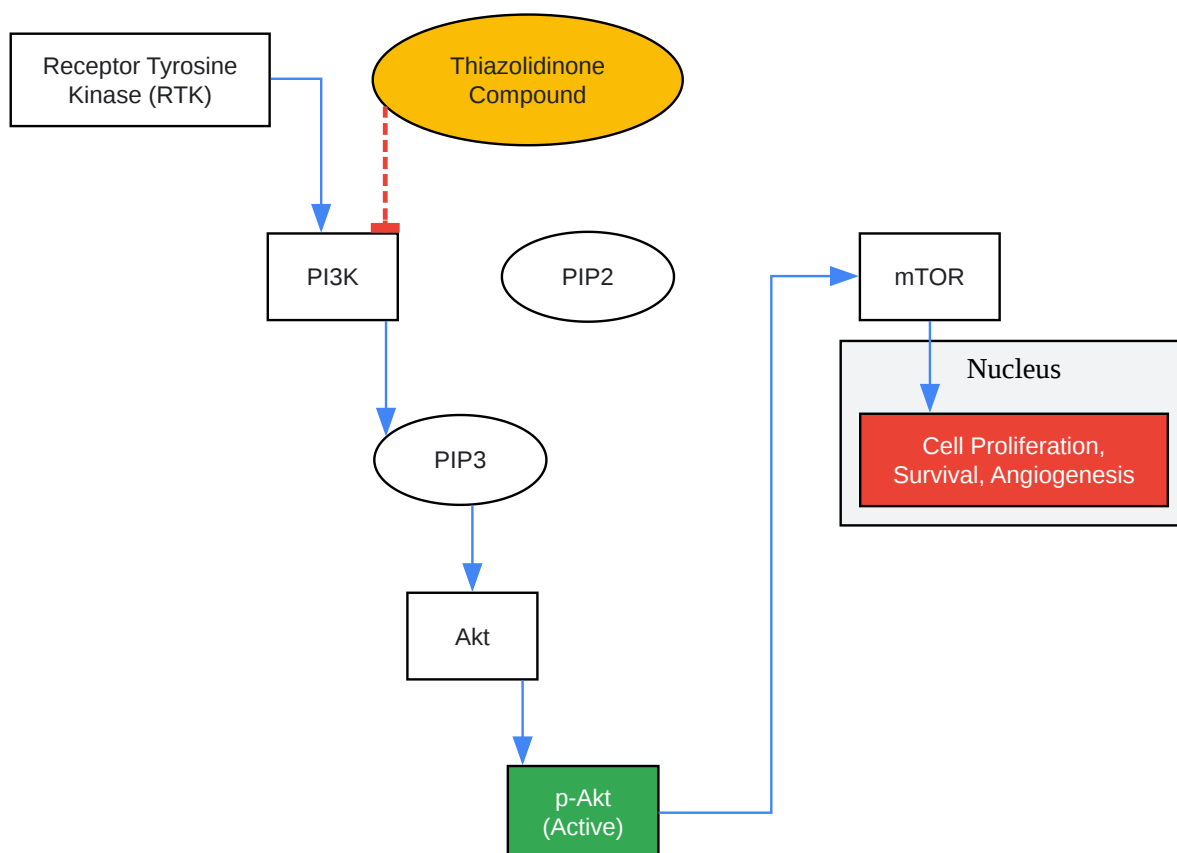 Receptor Tyrosine
Kinase (RTK)
Thiazolidinone
Compound
PI3K
PIP2
mTOR
Nucleus
Cell Proliferation,
Survival, Angiogenesis
PIP3
Akt
p-Akt
(Active)